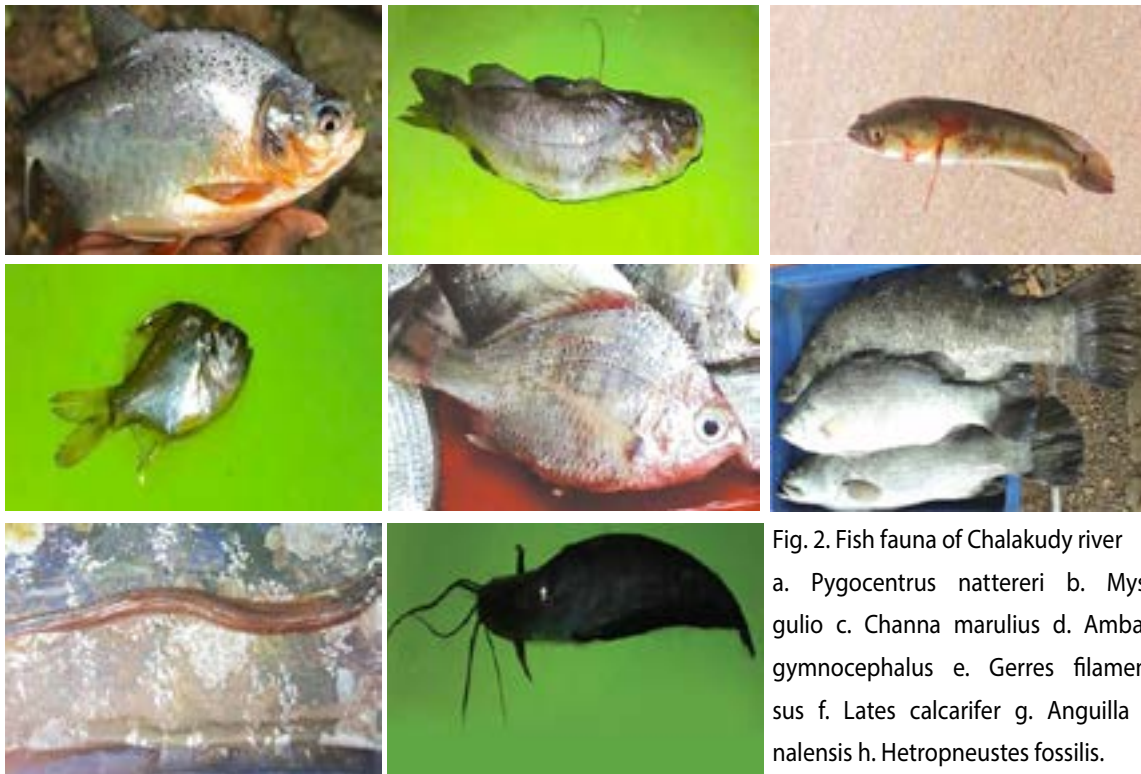 Fig. 2. Fish fauna of Chalakudy river
a. Pygocentrus nattereri b. Mys
gulio c. Channa marulius d. Amba
gymnocephalus e. Gerres filamen
sus f. Lates calcarifer g. Anguilla
nalensis h. Hetropneustes fossilis.